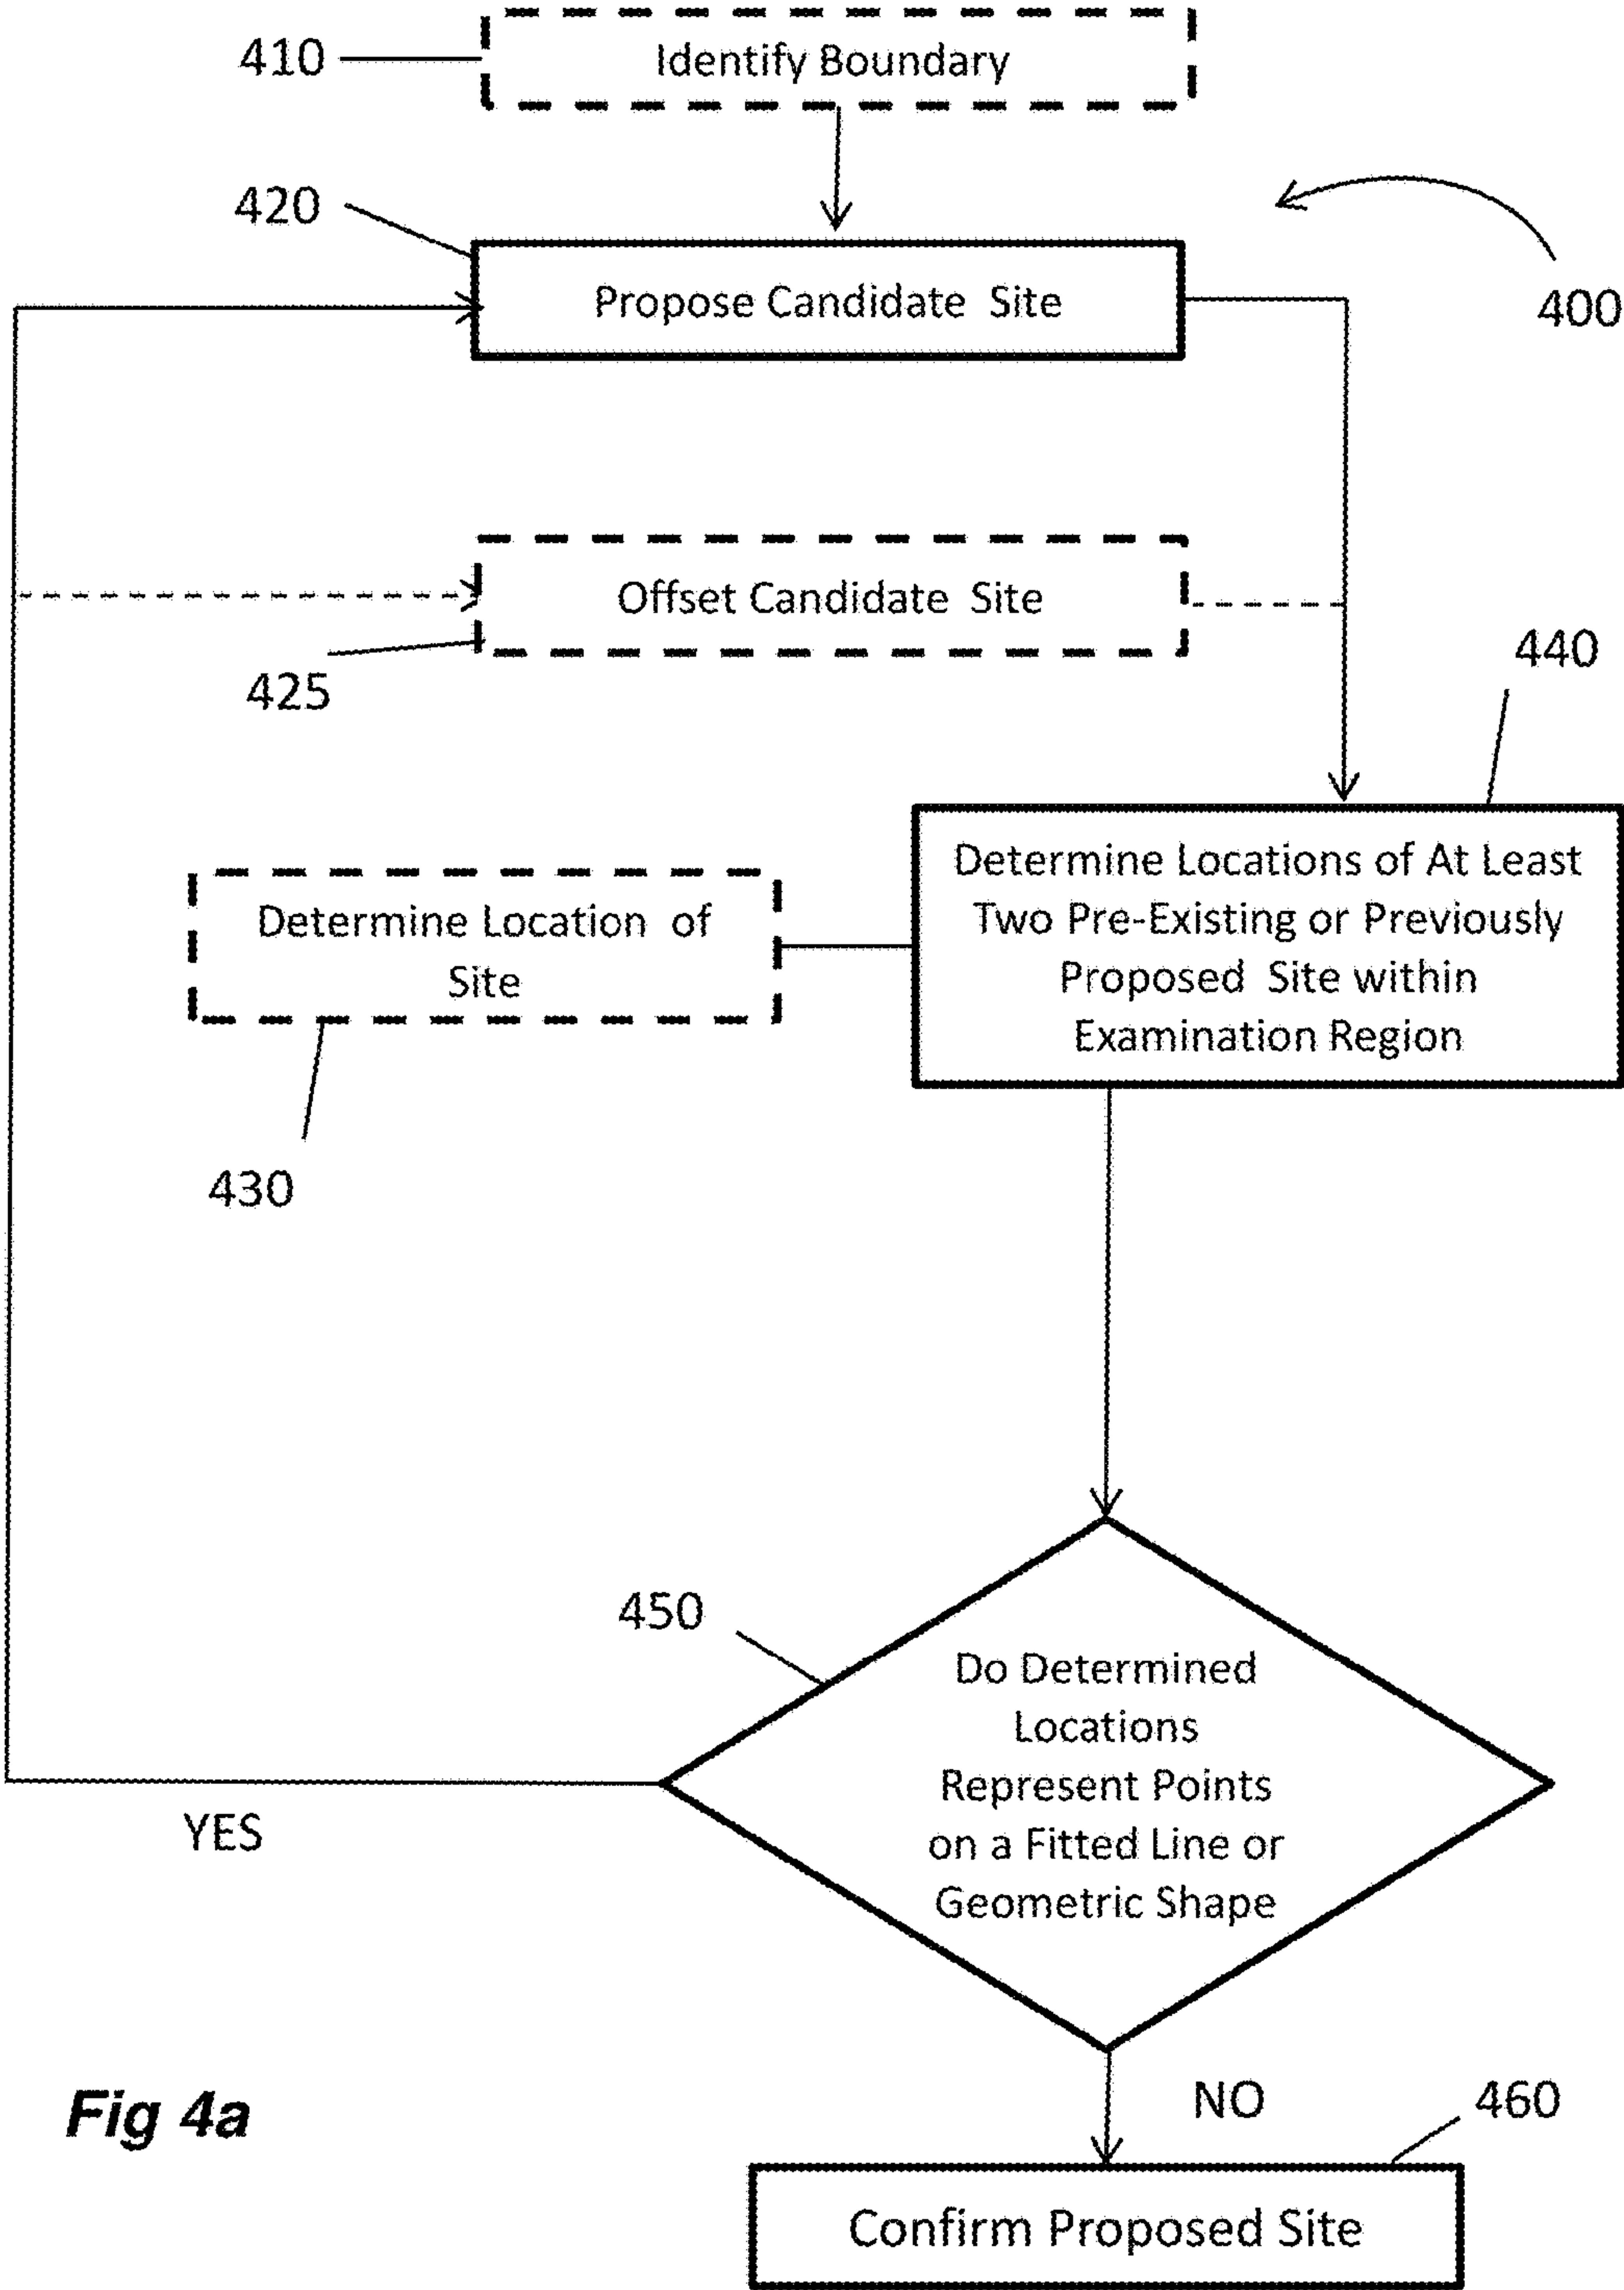 410
Identify Boundary
420
Propose Candidate Site
400
Offset Candidate Site
425
440
Determine Locations of At Least
Two Pre-Existing or Previously
Proposed Site within
Examination Region
Determine Location of
Site
430
450
Do Determined
Locations
Represent Points
on a Fitted Line or
Geometric Shape
YES
NO
460
Confirm Proposed Site
Fig 4a